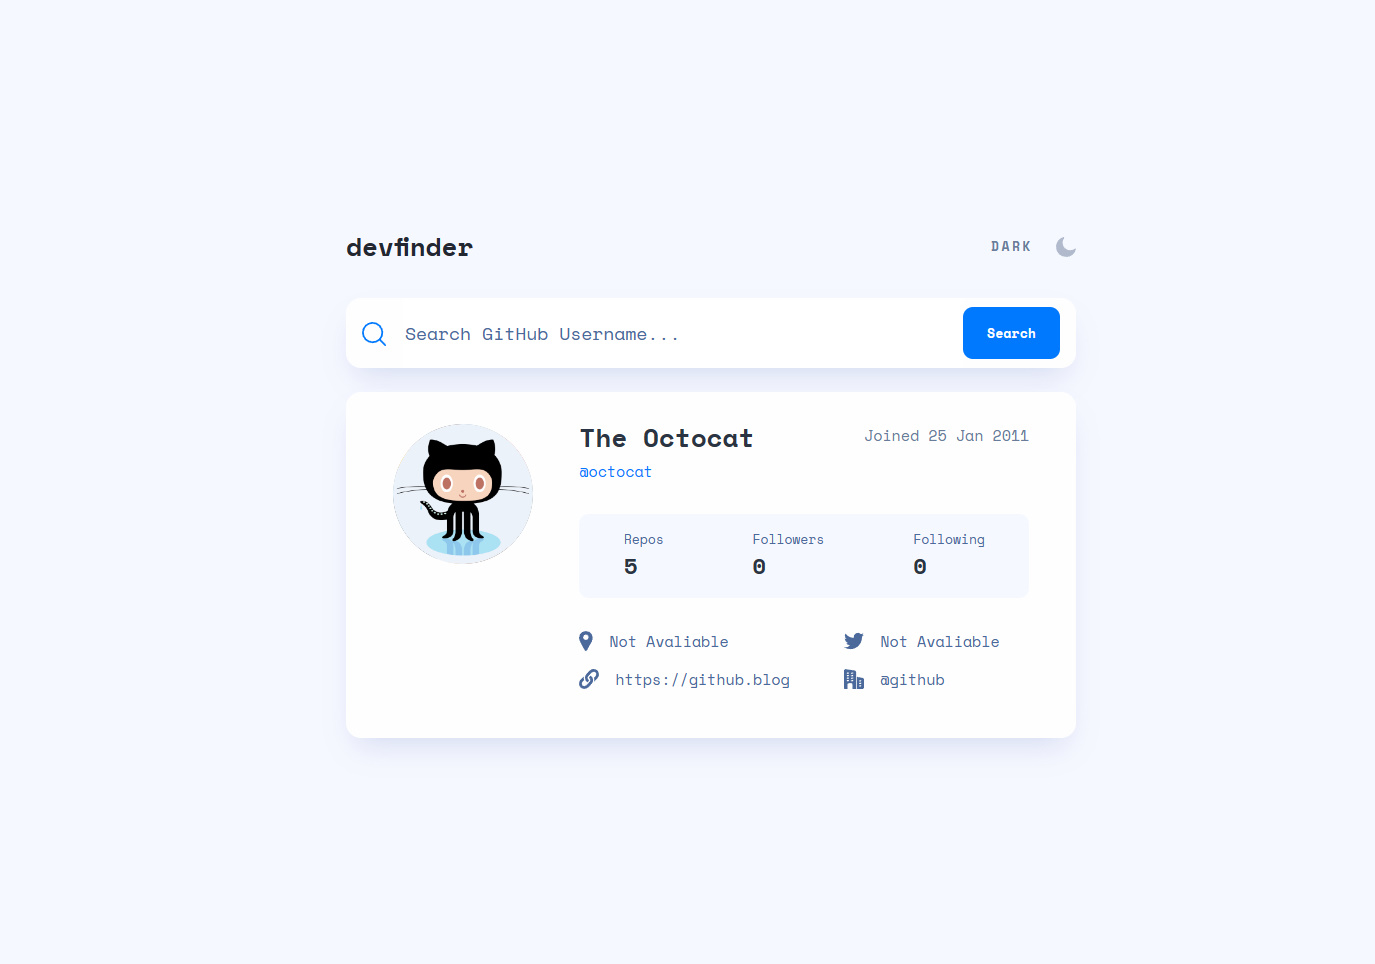 devfinder
DARK
Search GitHub Username...
Search
The Octocat
Joined 25 Jan 2011
@octocat
Repos Followers Following
5 0 0
Not Avaliable Not Avaliable
https://github.blog @github